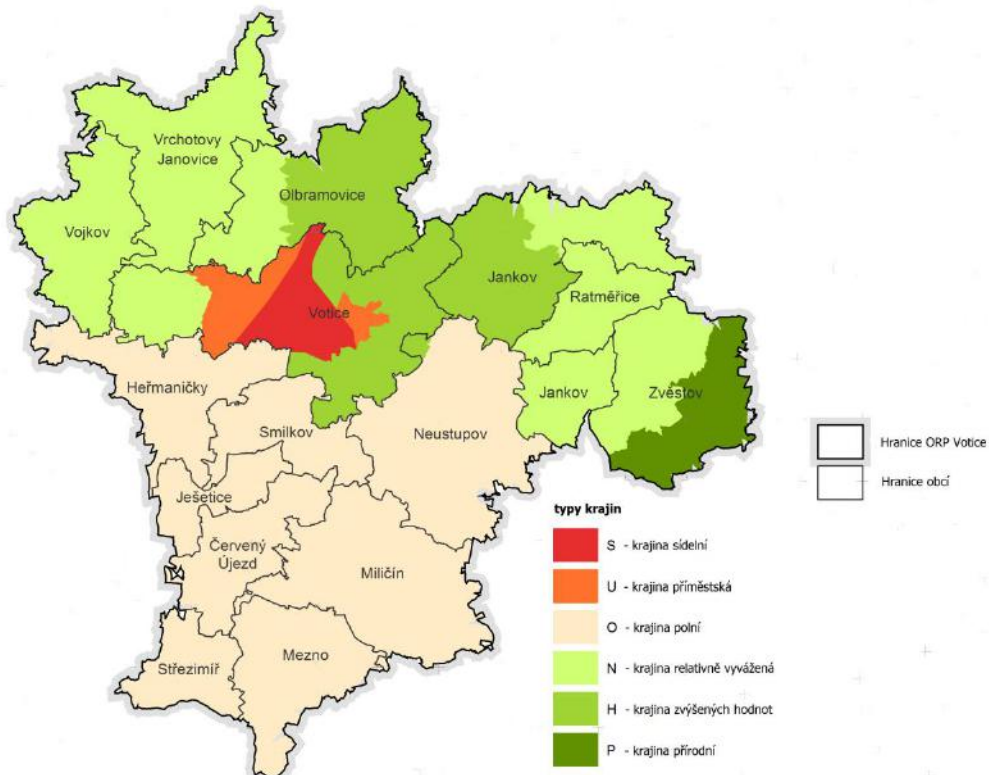 Vrchotovy
Janovice
Olbramovice
Vojkov
Jankov
Ratměřice
Votice
Heřmaničky
Jankov
Zvěstov
Smilkov
Neustupov
Ješetice
Červený
Újezd
Miličín
Střezimíř
Mezno
Hranice ORP Votice
Hranice obcí
typy krajin
S - krajina sídelní
U - krajina příměstská
O - krajina polní
N - krajina relativně vyvážená
H - krajina zvýšených hodnot
P - krajina přírodní